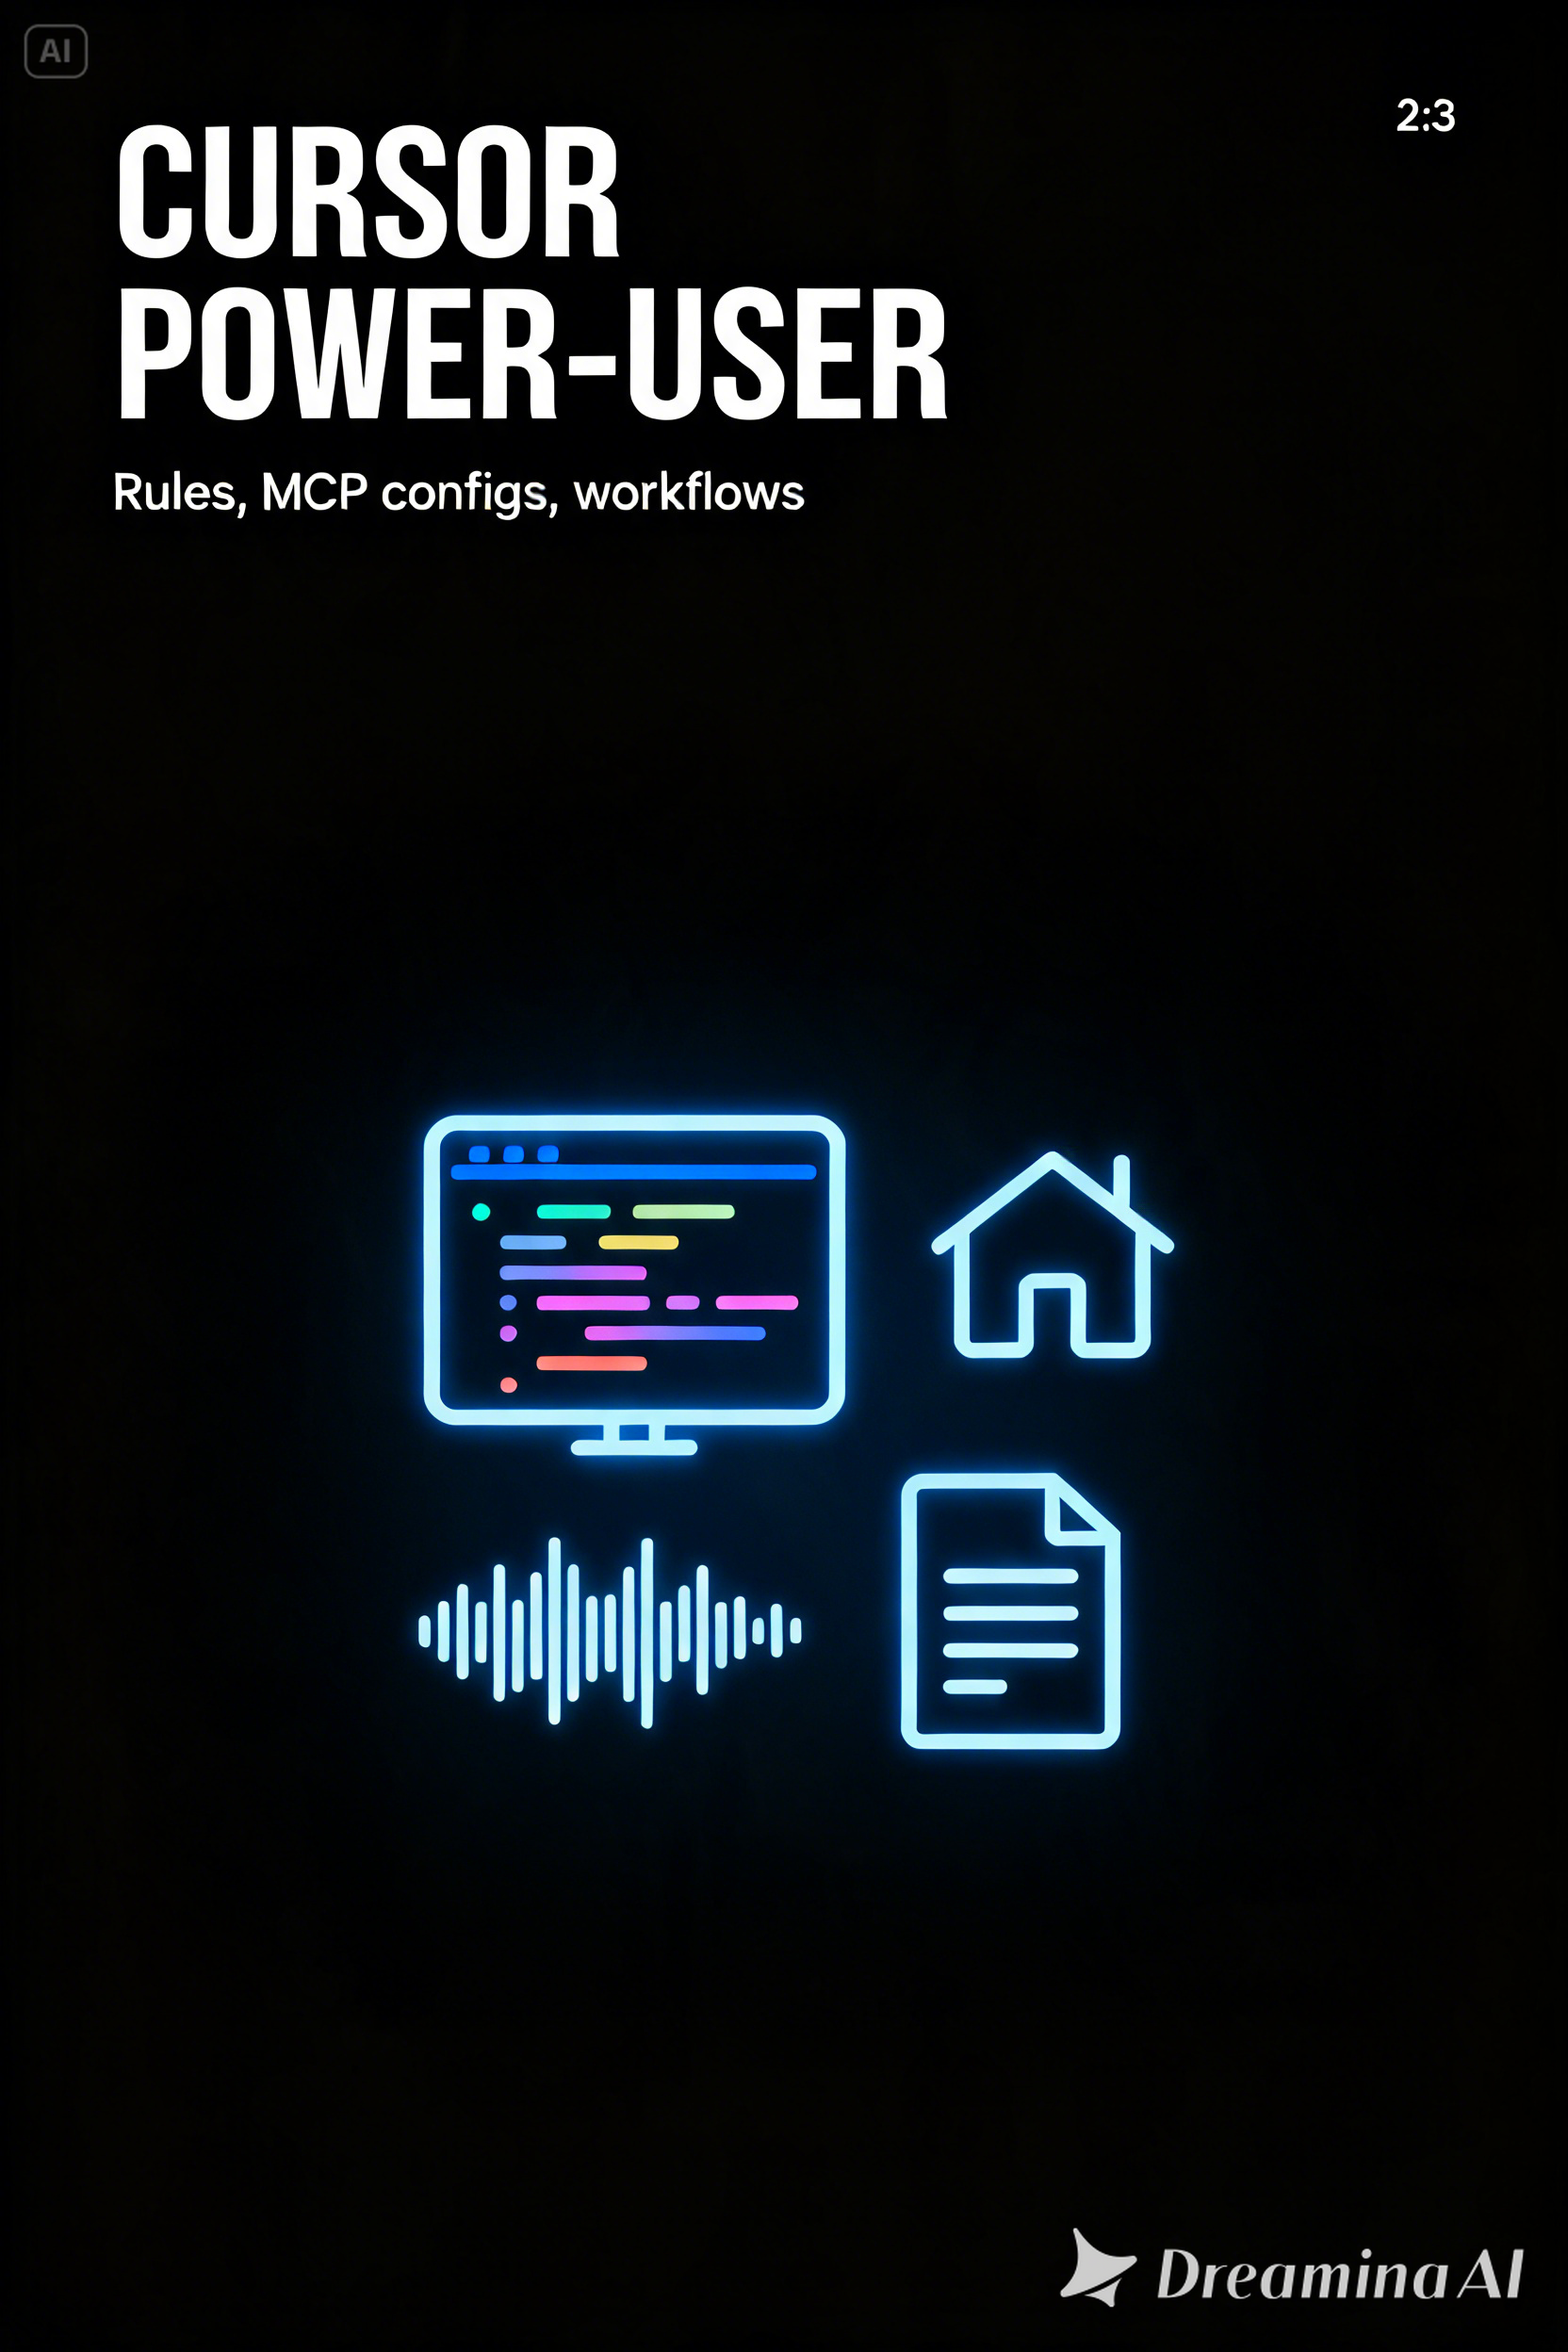 AI
2:3
CURSOR
POWER-USER
Rules, MCP configs, workflows
Dreamina AI